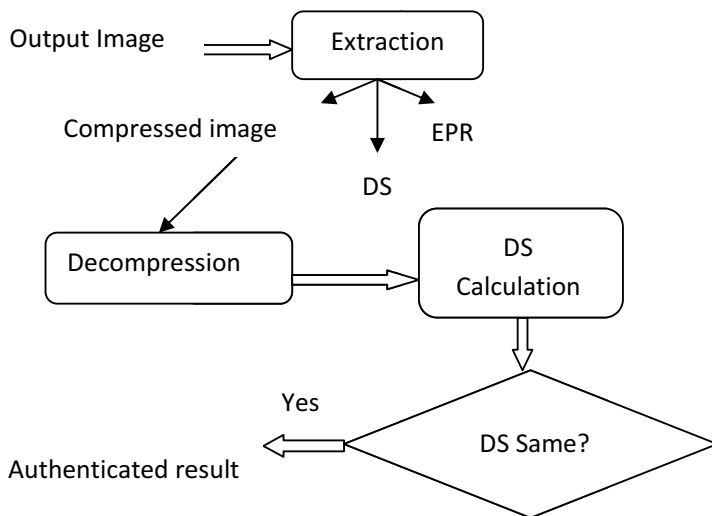 Output Image
Extraction
Compressed image
EPR
DS
Decompression
DS
Calculation
Yes
DS Same?
Authenticated result